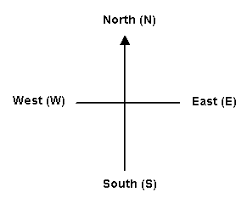 North (N)
West (W)
East (E)
South (S)